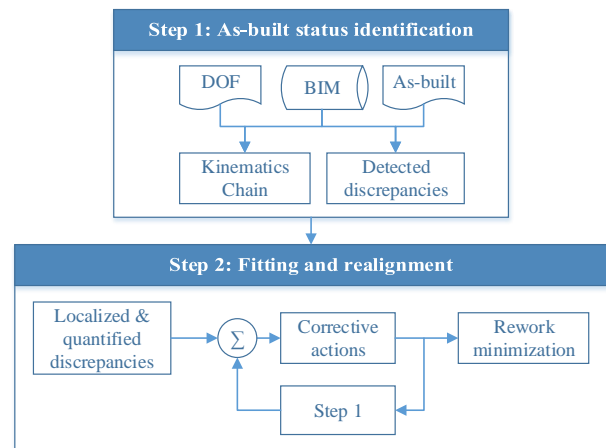 Step 1: As-built status identification
DOF
BIM
As-built
Kinematics
Chain
Detected
discrepancies
Step 2: Fitting and realignment
Localized &
quantified
discrepancies
∑
Corrective
actions
Rework
minimization
Step 1